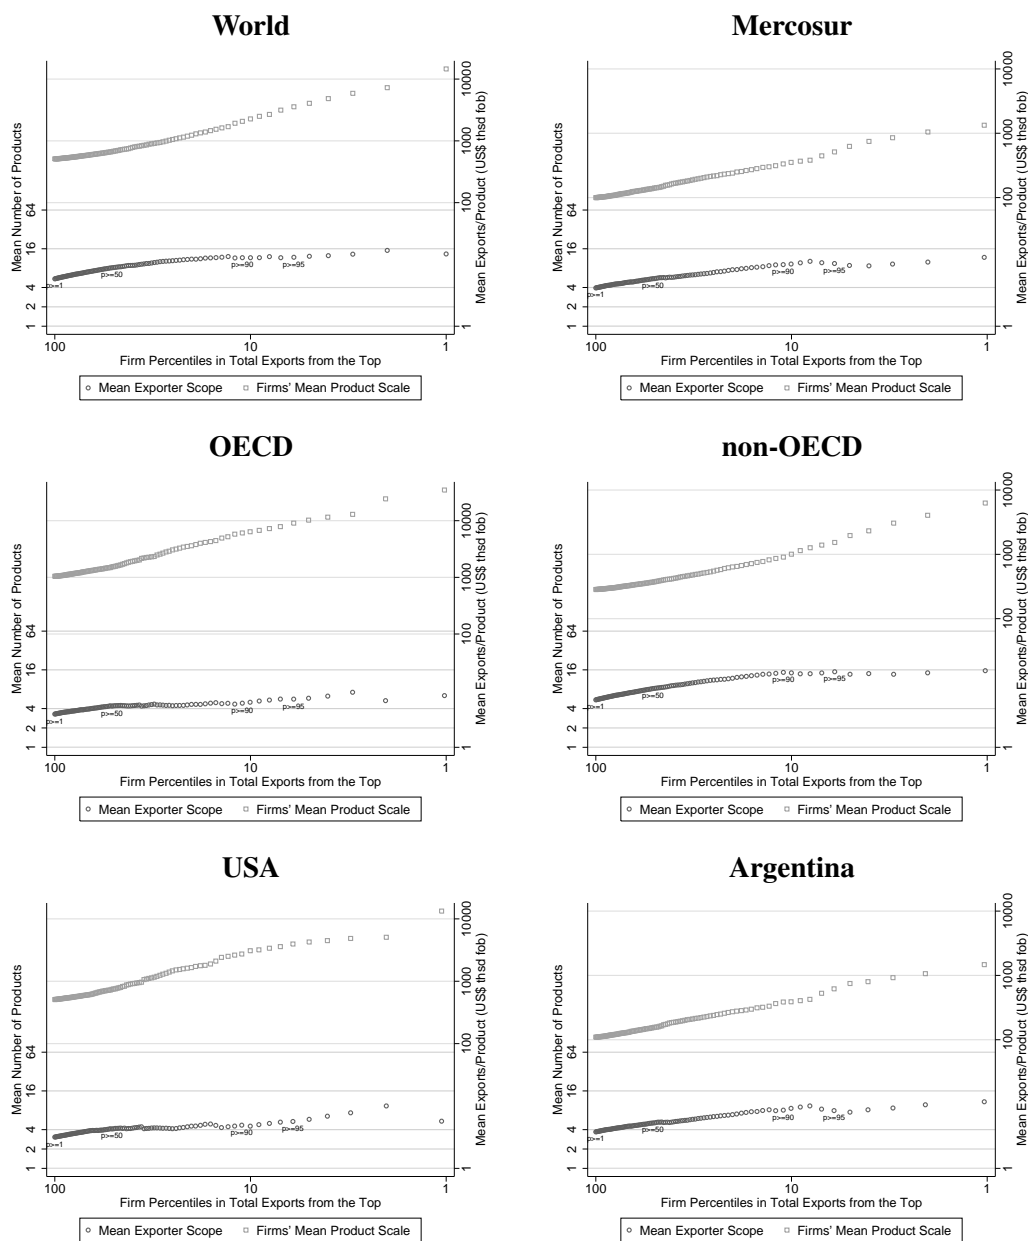 World
Mean Number of Products
64
16
4
2
1
10000
1000
100
1
Mean Exports/Product (US$ thsd fob)
p>=1
p>=50
p>=90
p>=95
100
10
1
Firm Percentiles in Total Exports from the Top
Mean Exporter Scope
Firms' Mean Product Scale
Mercosur
Mean Number of Products
64
16
4
2
1
10000
1000
100
1
Mean Exports/Product (US$ thsd fob)
p>=1
p>=50
p>=90
p>=95
100
10
1
Firm Percentiles in Total Exports from the Top
Mean Exporter Scope
Firms' Mean Product Scale
OECD
Mean Number of Products
64
16
4
2
1
10000
1000
100
1
Mean Exports/Product (US$ thsd fob)
p>=1
p>=50
p>=90
p>=95
100
10
1
Firm Percentiles in Total Exports from the Top
Mean Exporter Scope
Firms' Mean Product Scale
non-OECD
Mean Number of Products
64
16
4
2
1
10000
1000
100
1
Mean Exports/Product (US$ thsd fob)
p>=1
p>=50
p>=90
p>=95
100
10
1
Firm Percentiles in Total Exports from the Top
Mean Exporter Scope
Firms' Mean Product Scale
USA
Mean Number of Products
64
16
4
2
1
10000
1000
100
1
Mean Exports/Product (US$ thsd fob)
p>=1
p>=50
p>=90
p>=95
100
10
1
Firm Percentiles in Total Exports from the Top
Mean Exporter Scope
Firms' Mean Product Scale
Argentina
Mean Number of Products
64
16
4
2
1
10000
1000
100
1
Mean Exports/Product (US$ thsd fob)
p>=1
p>=50
p>=90
p>=95
100
10
1
Firm Percentiles in Total Exports from the Top
Mean Exporter Scope
Firms' Mean Product Scale